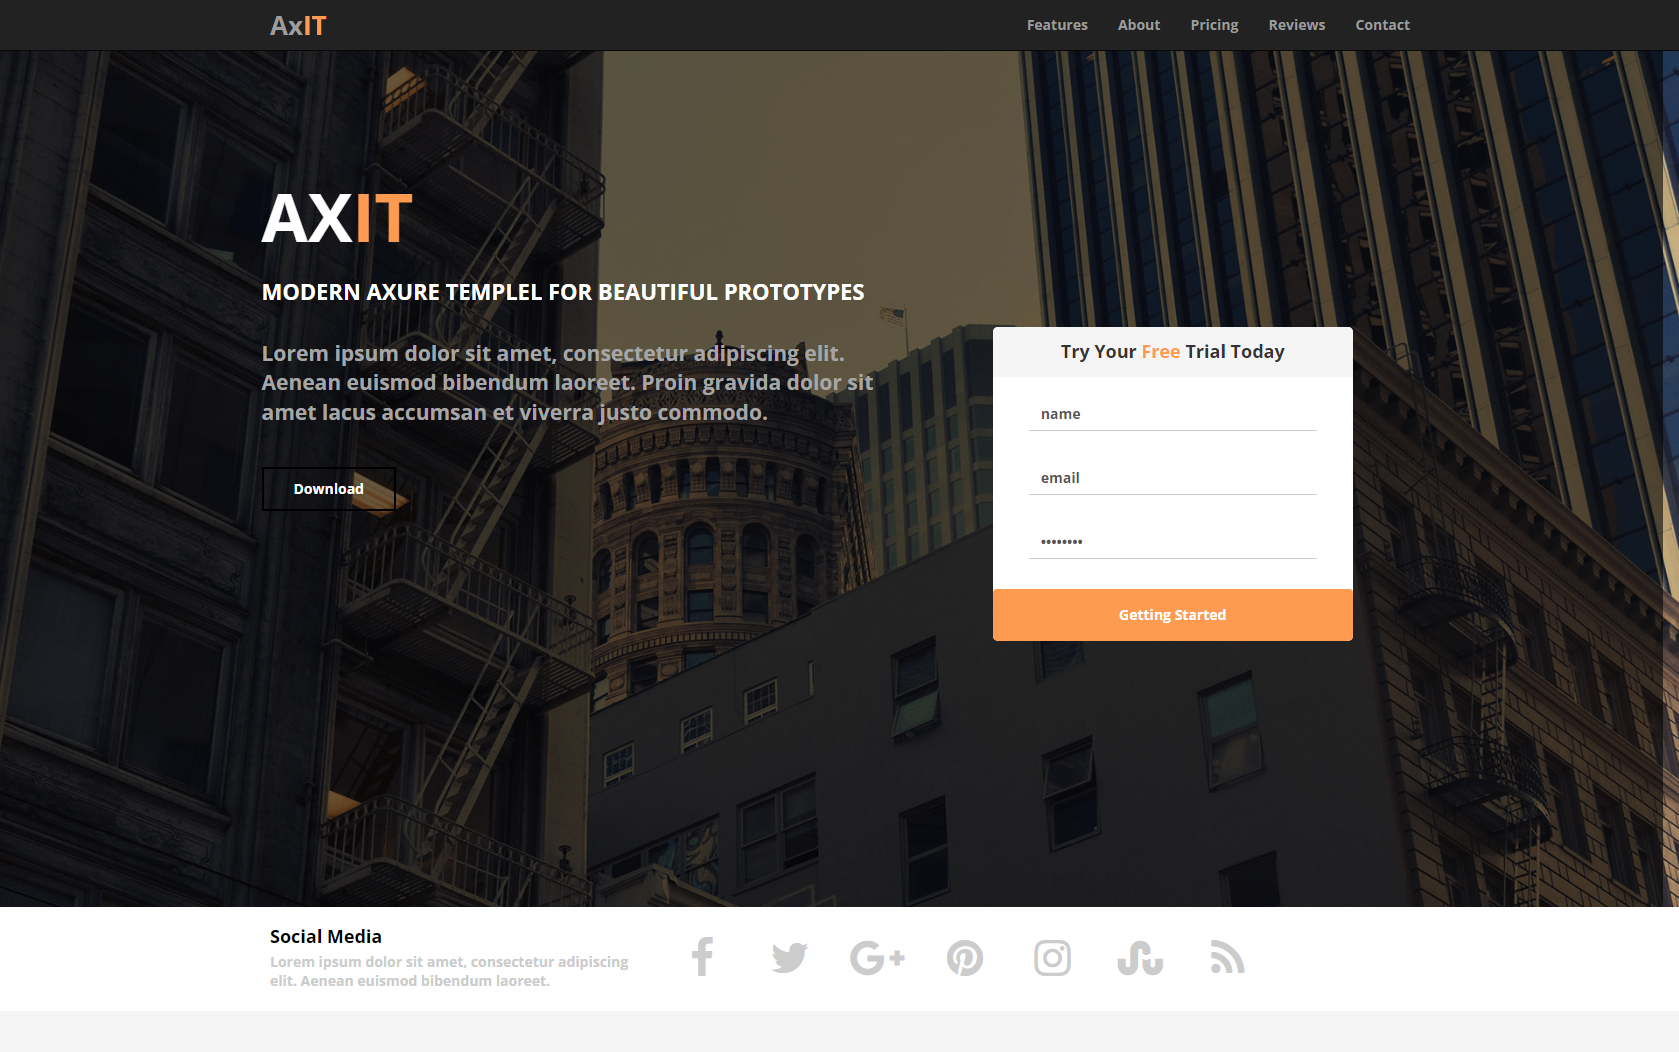 AxIT
Features About Pricing Reviews Contact
AXIT
MODERN AXURE TEMPLEL FOR BEAUTIFUL PROTOTYPES
Lorem ipsum dolor sit amet, consectetur adipiscing elit.
Aenean euismod bibendum laoreet. Proin gravida dolor sit
amet lacus accumsan et viverra justo commodo.
Download
Try Your Free Trial Today
name
email
••••••••
Getting Started
Social Media
Lorem ipsum dolor sit amet, consectetur adipiscing
elit. Aenean euismod bibendum laoreet.